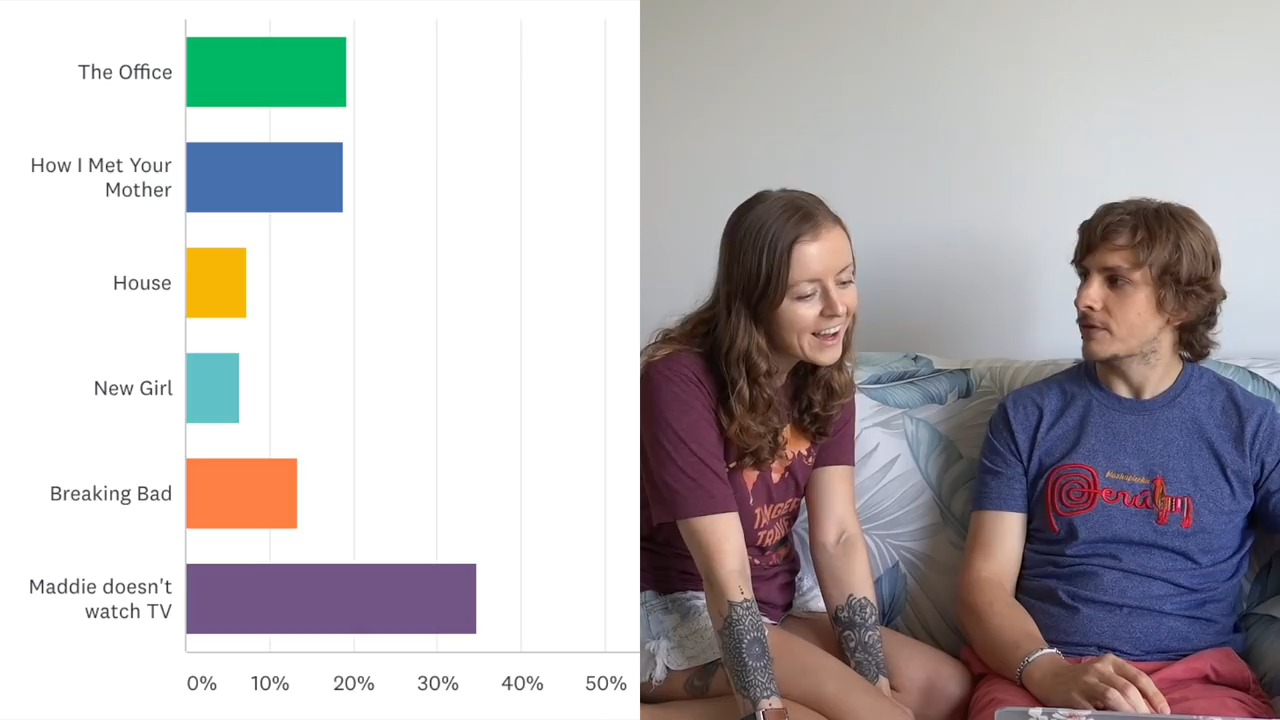 The Office
How I Met Your
Mother
House
New Girl
Breaking Bad
Maddie doesn't
watch TV
0% 10% 20% 30% 40% 50%
Perú